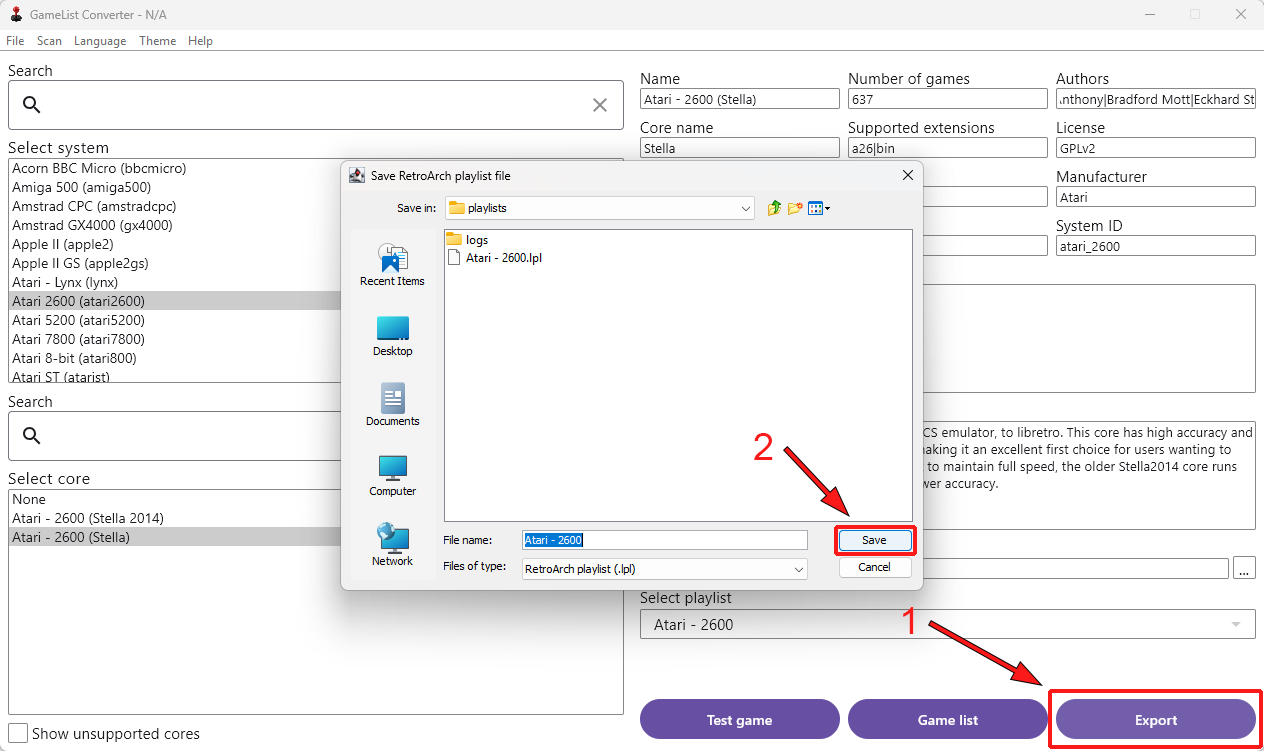 GameList Converter - N/A
File Scan Language Theme Help
Search
Select system
Acorn BBC Micro (bbcmicro)
Amiga 500 (amiga500)
Amstrad CPC (amstradcpc)
Amstrad GX4000 (gx4000)
Apple II (apple2)
Apple II GS (apple2gs)
Atari - Lynx (lynx)
Atari 2600 (atari2600)
Atari 5200 (atari5200)
Atari 7800 (atari7800)
Atari 8-bit (atari800)
Atari ST (atarist)
Search
Select core
None
Atari - 2600 (Stella 2014)
Atari - 2600 (Stella)
Show unsupported cores
Name
Atari - 2600 (Stella)
Number of games
637
Authors
nthony|Bradford Mott|Eckhard St
Core name
Stella
Supported extensions
a26|bin
License
GPLv2
Manufacturer
Atari
System ID
atari_2600
CS emulator, to libretro. This core has high accuracy and
aking it an excellent first choice for users wanting to
to maintain full speed, the older Stella2014 core runs
wer accuracy.
...
Select playlist
Atari - 2600
Test game
Game list
Export
1
Save RetroArch playlist file
Save in:
playlists
Recent Items
Desktop
Documents
Computer
Network
logs
Atari - 2600.lpl
2
File name:
Atari - 2600
Save
Files of type:
RetroArch playlist (.lpl)
Cancel